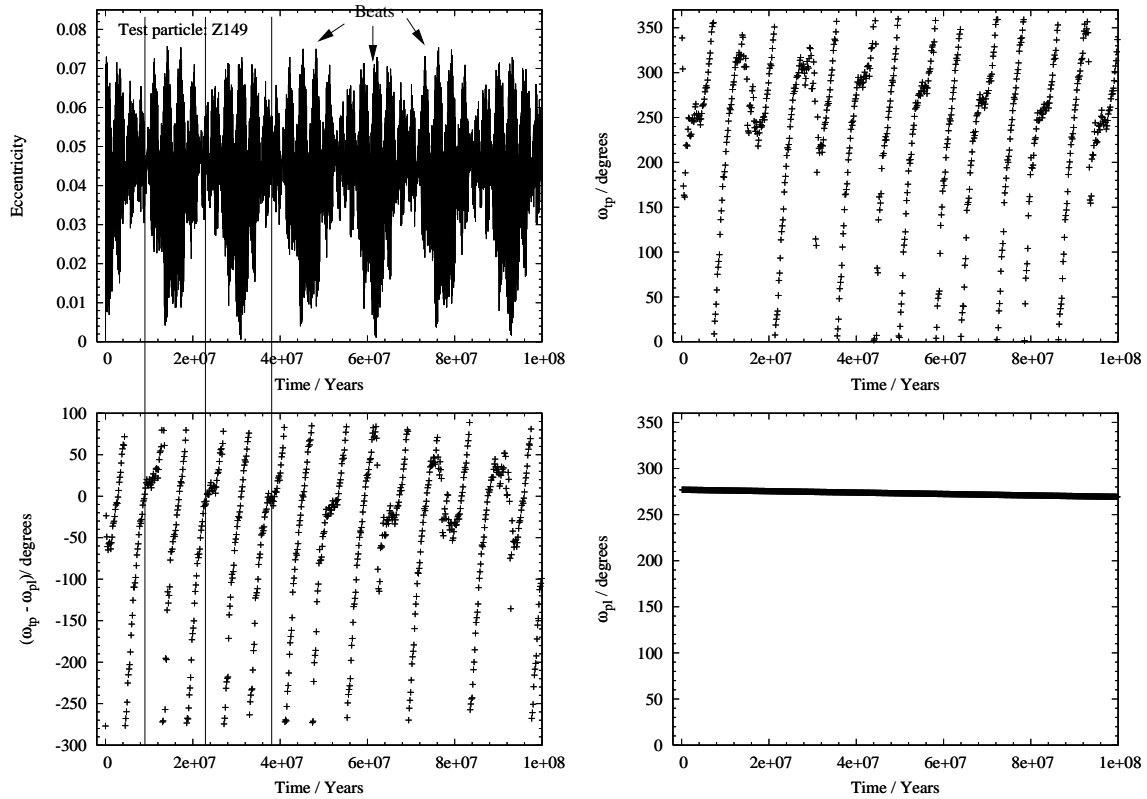 Beats
Test particle: Z149
0.08
0.07
0.06
0.05
0.04
0.03
0.02
0.01
0
Eccentricity
0 2e+07 4e+07 6e+07 8e+07 1e+08
Time / Years
350
300
250
200
150
100
50
0
ωtp / degrees
0 2e+07 4e+07 6e+07 8e+07 1e+08
Time / Years
100
50
0
-50
-100
-150
-200
-250
-300
(ωtp - ωpl)/ degrees
0 2e+07 4e+07 6e+07 8e+07 1e+08
Time / Years
350
300
250
200
150
100
50
0
ωpl / degrees
0 2e+07 4e+07 6e+07 8e+07 1e+08
Time / Years